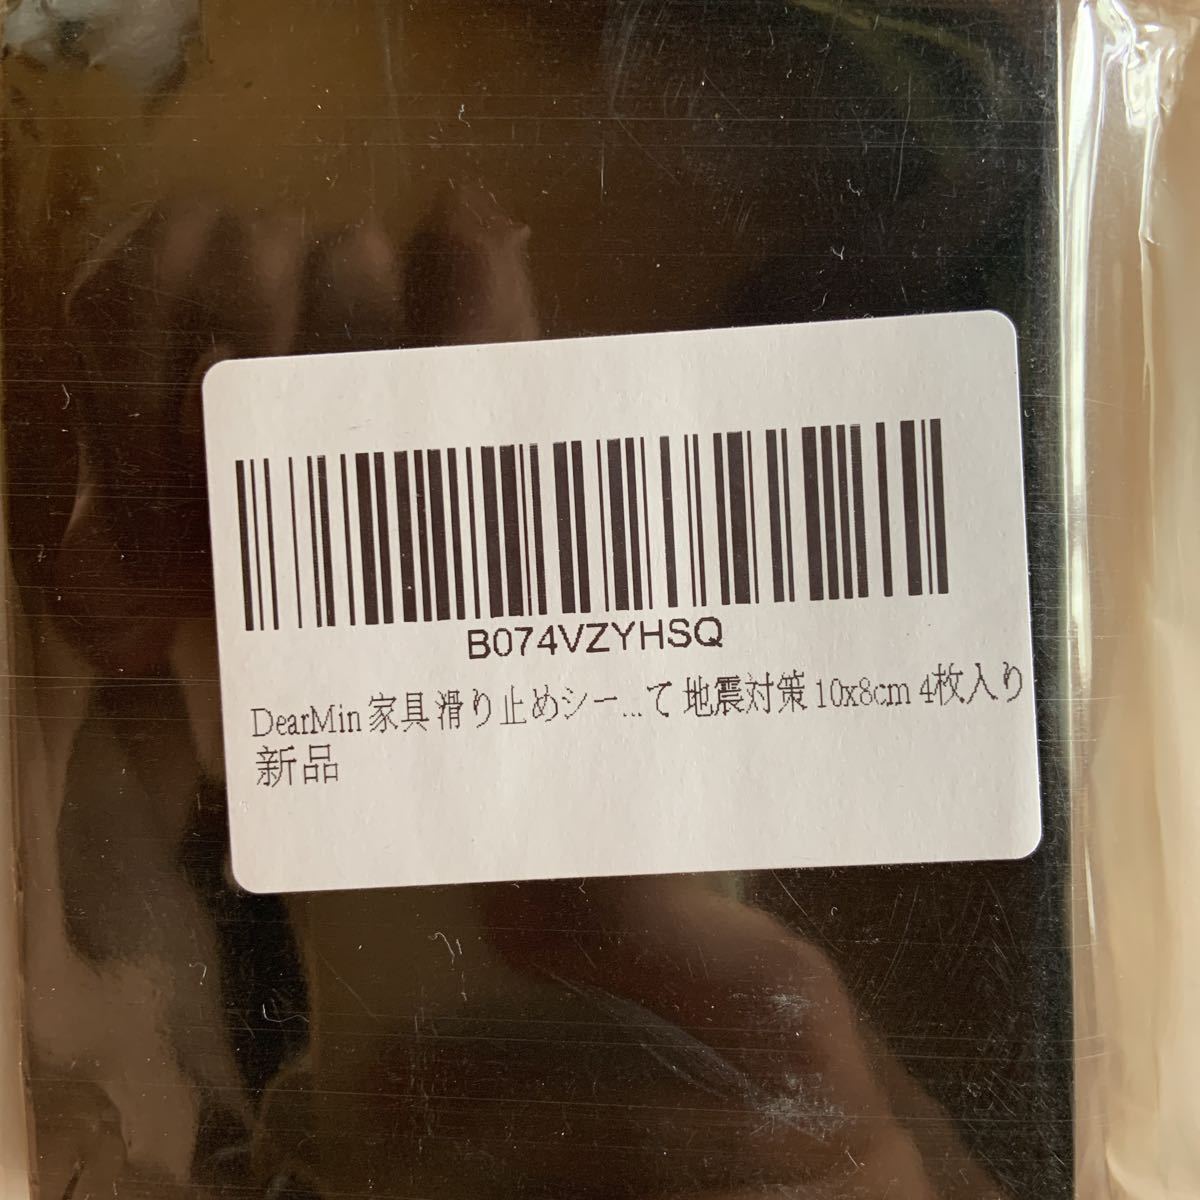 B074VZYHSQ
DearMin 家具 滑り止めシー...て 地震対策 10x8cm 4枚入り
新品